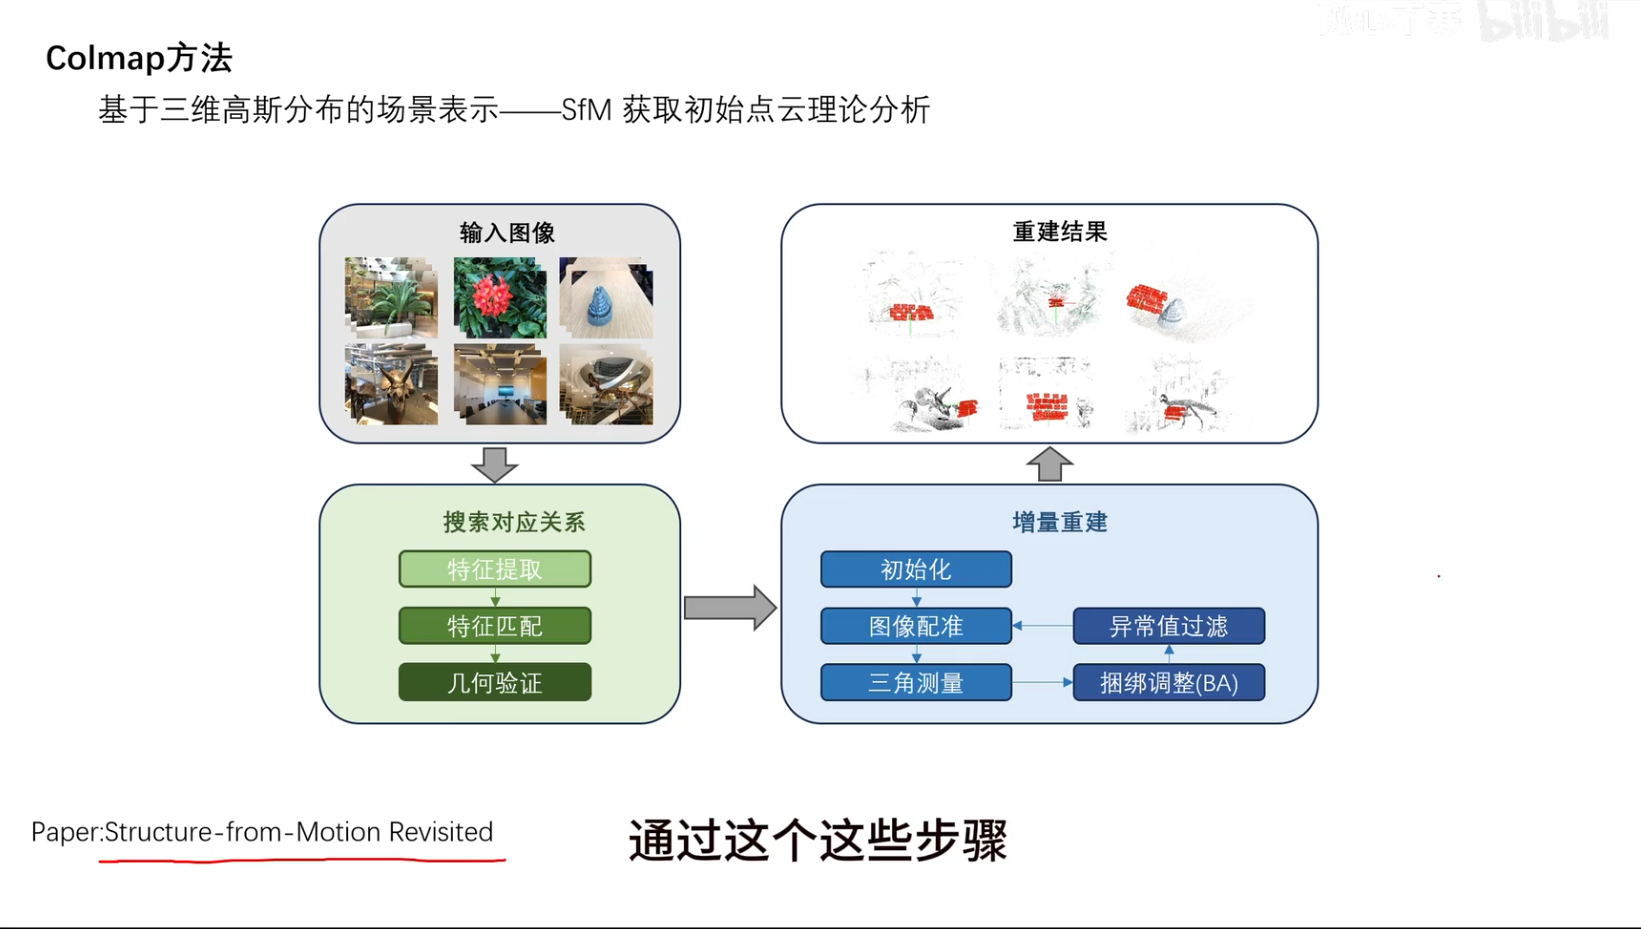 bilibili
Colmap方法
基于三维高斯分布的场景表示——SfM 获取初始点云理论分析
输入图像
重建结果
搜索对应关系
特征提取
特征匹配
几何验证
增量重建
初始化
图像配准
异常值过滤
三角测量
捆绑调整(BA)
Paper:Structure-from-Motion Revisited
通过这个这些步骤